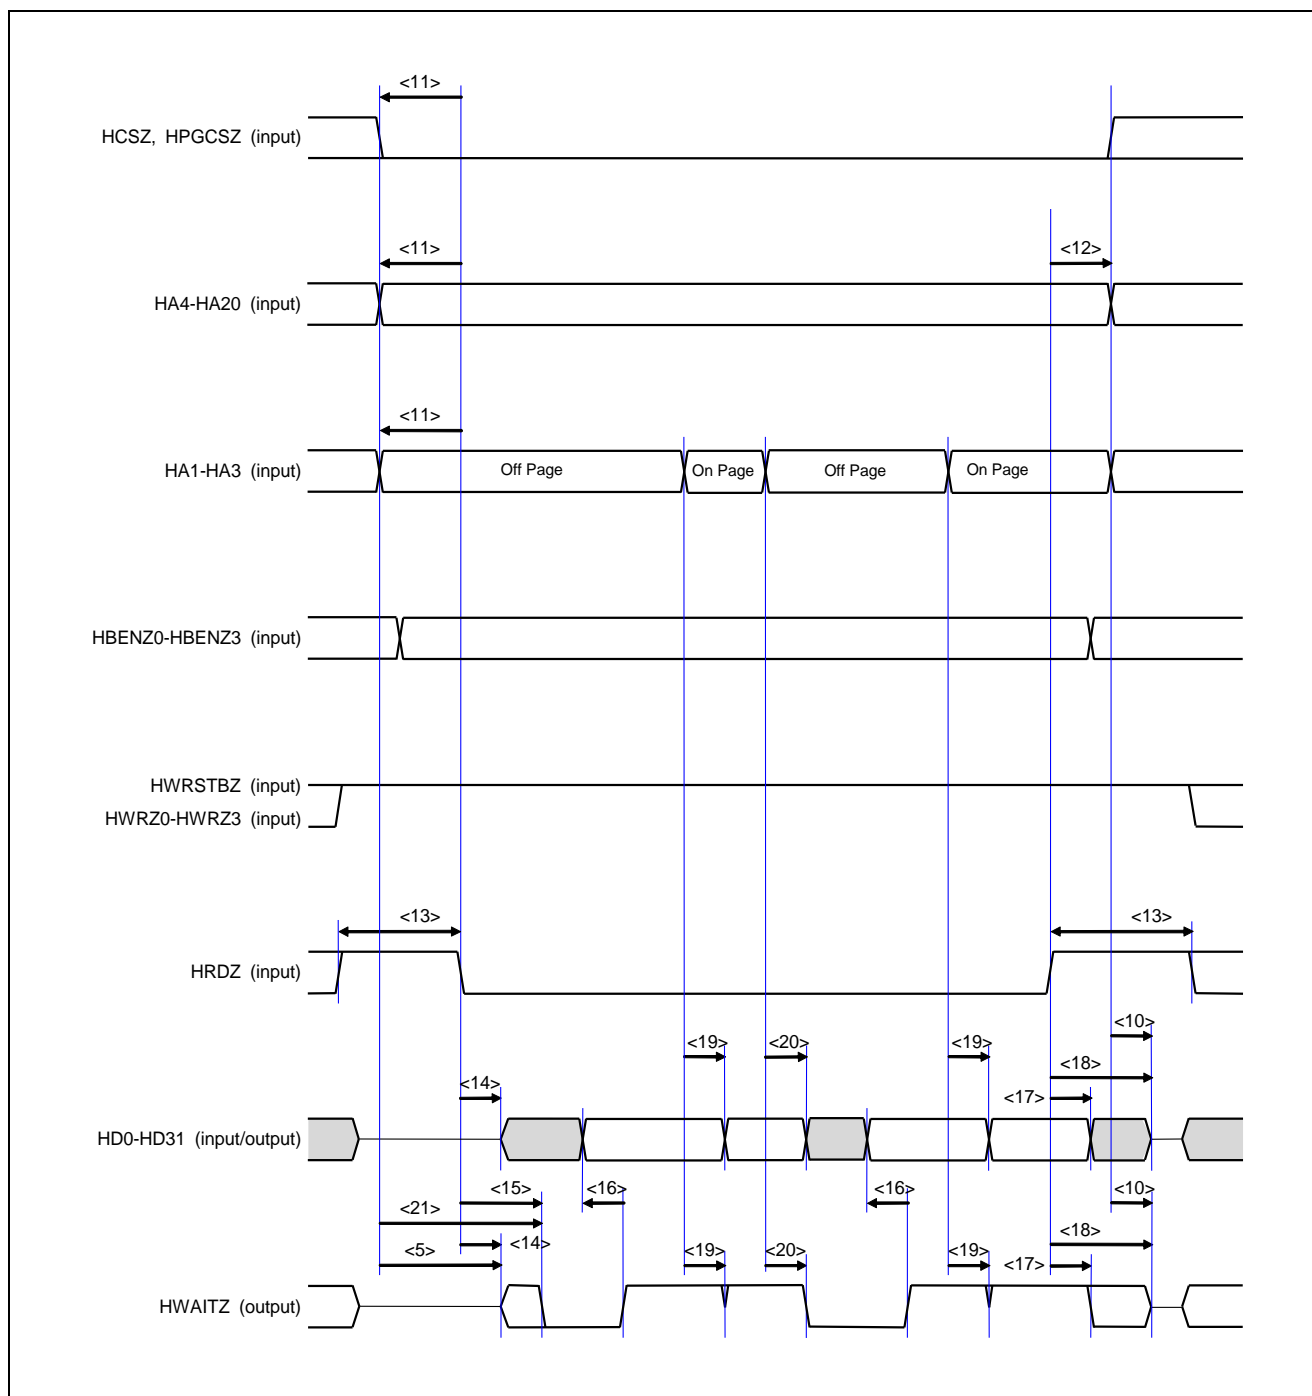 <11>
HCSZ, HPGCSZ (input)
<11>
<12>
HA4-HA20 (input)
<11>
HA1-HA3 (input)
Off Page
On Page
Off Page
On Page
HBENZ0-HBENZ3 (input)
HWRSTBZ (input)
HWRZ0-HWRZ3 (input)
<13>
<13>
HRDZ (input)
<10>
<19>
<20>
<19>
<18>
<14>
<17>
HD0-HD31 (input/output)
<15>
<16>
<16>
<10>
<21>
<18>
<5>
<14>
<19>
<20>
<19>
<17>
HWAITZ (output)